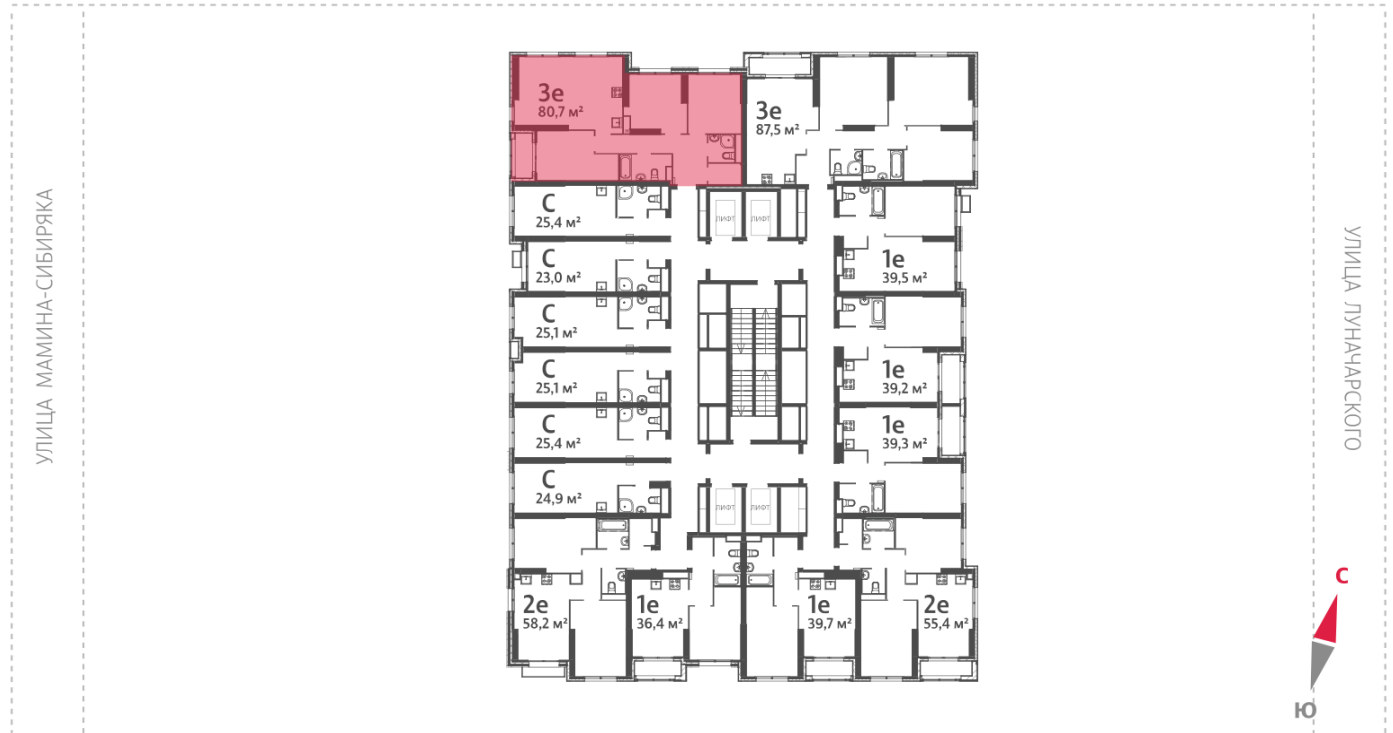 УЛИЦА МАМИНА-СИБИРЯКА
3е
80,7 м²
3е
87,5 м²
С
25,4 м²
ЛИФТ
ЛИФТ
С
23,0 м²
1е
39,5 м²
С
25,1 м²
С
25,1 м²
1е
39,2 м²
С
25,4 м²
1е
39,3 м²
С
24,9 м²
ЛИФТ
ЛИФТ
2е
58,2 м²
1е
36,4 м²
1е
39,7 м²
2е
55,4 м²
УЛИЦА ЛУНАЧАРСКОГО
С
Ю